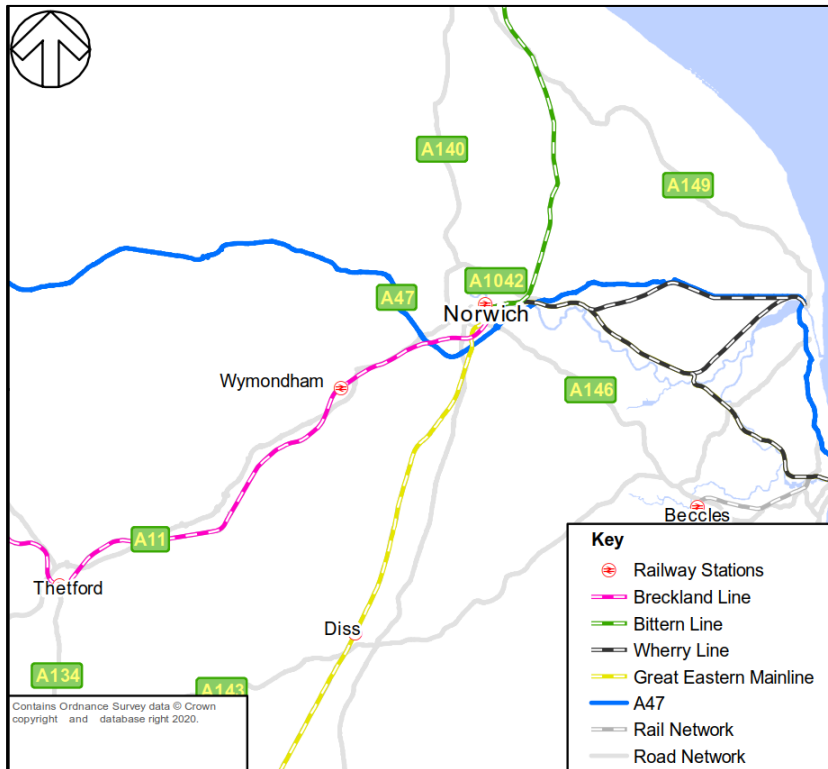 A140
A149
A1042
A47
Norwich
Wymondham
A146
Beccles
A11
Thetford
Diss
A134
A143
Contains Ordnance Survey data © Crown
copyright and database right 2020.
Key
Railway Stations
Breckland Line
Bittern Line
Wherry Line
Great Eastern Mainline
A47
Rail Network
Road Network